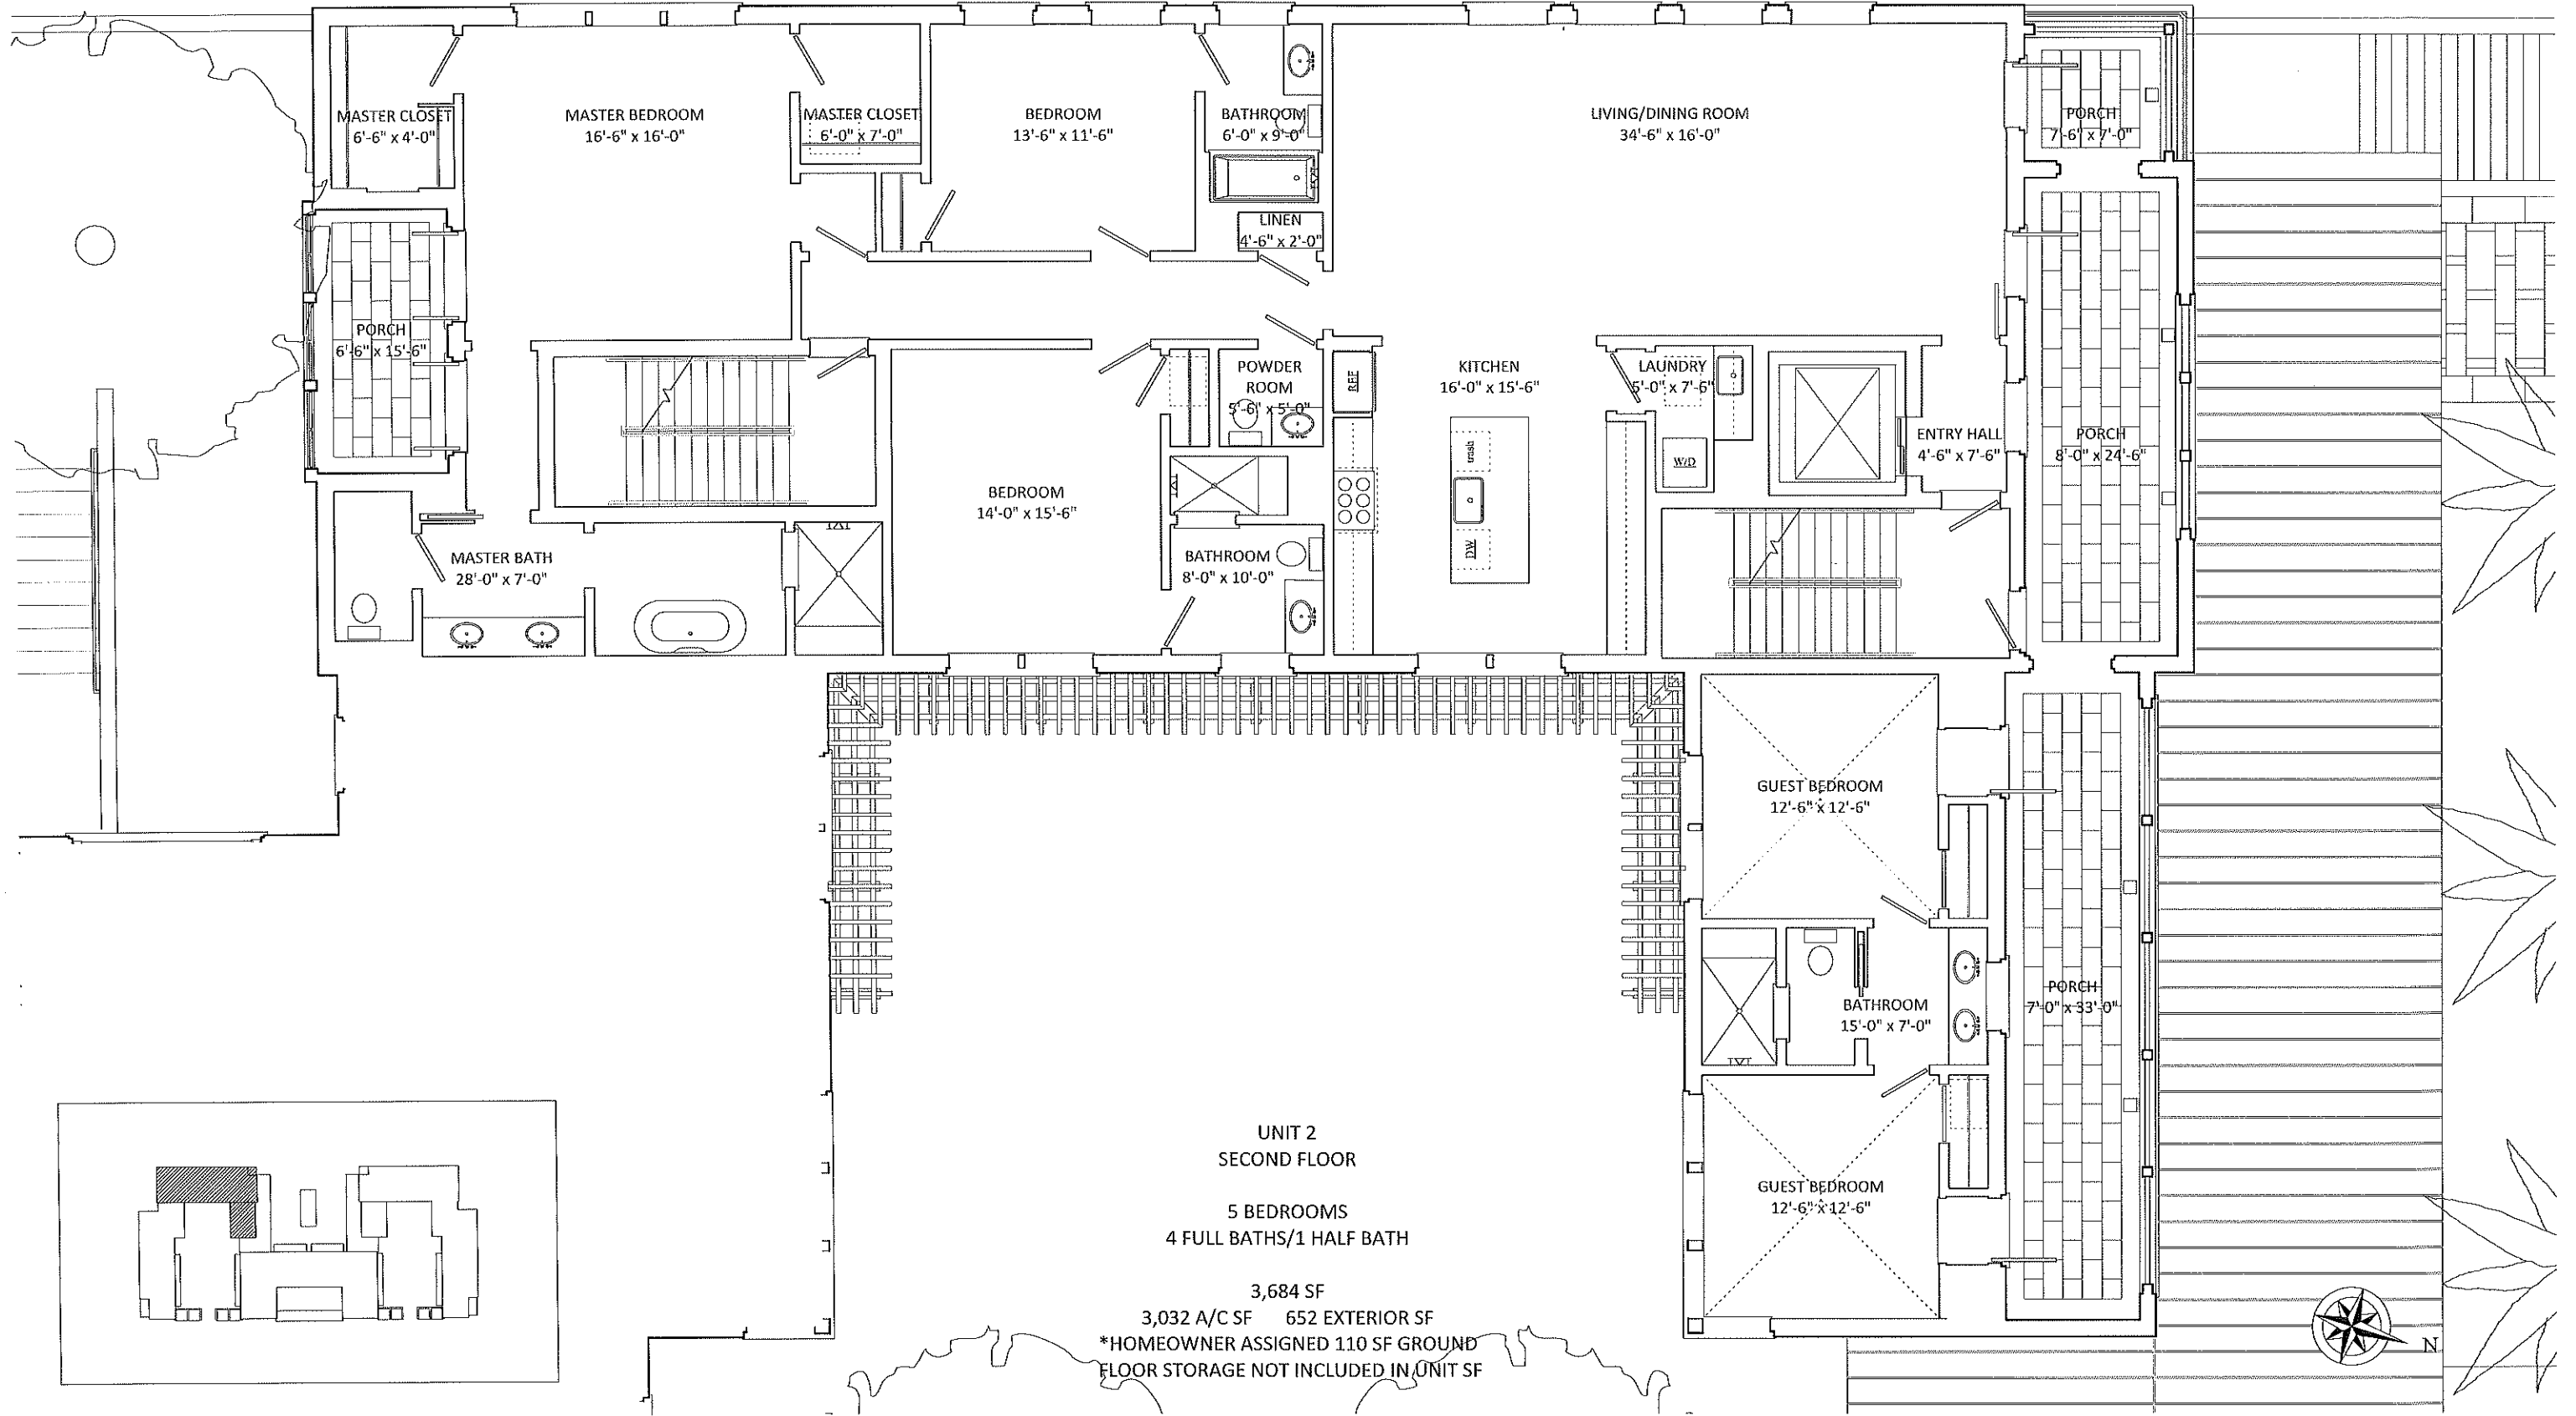 MASTER CLOSET
6'-6" x 4'-0"
MASTER BEDROOM
16'-6" x 16'-0"
MASTER CLOSET
6'-0" x 7'-0"
BEDROOM
13'-6" x 11'-6"
BATHROOM
6'-0" x 9'-0"
LIVING/DINING ROOM
34'-6" x 16'-0"
PORCH
7'-6" x 7'-0"
LINEN
4'-6" x 2'-0"
PORCH
6'-6" x 15'-6"
POWDER
ROOM
5'-6" x 5'-0"
REF
KITCHEN
16'-0" x 15'-6"
LAUNDRY
5'-0" x 7'-6"
trash
W/D
ENTRY HALL
4'-6" x 7'-6"
PORCH
8'-0" x 24'-6"
BEDROOM
14'-0" x 15'-6"
DW
MASTER BATH
28'-0" x 7'-0"
BATHROOM
8'-0" x 10'-0"
GUEST BEDROOM
12'-6" x 12'-6"
PORCH
7'-0" x 33'-0"
BATHROOM
15'-0" x 7'-0"
GUEST BEDROOM
12'-6" x 12'-6"
UNIT 2
SECOND FLOOR
5 BEDROOMS
4 FULL BATHS/1 HALF BATH
3,684 SF
3,032 A/C SF 652 EXTERIOR SF
*HOMEOWNER ASSIGNED 110 SF GROUND
FLOOR STORAGE NOT INCLUDED IN UNIT SF
N